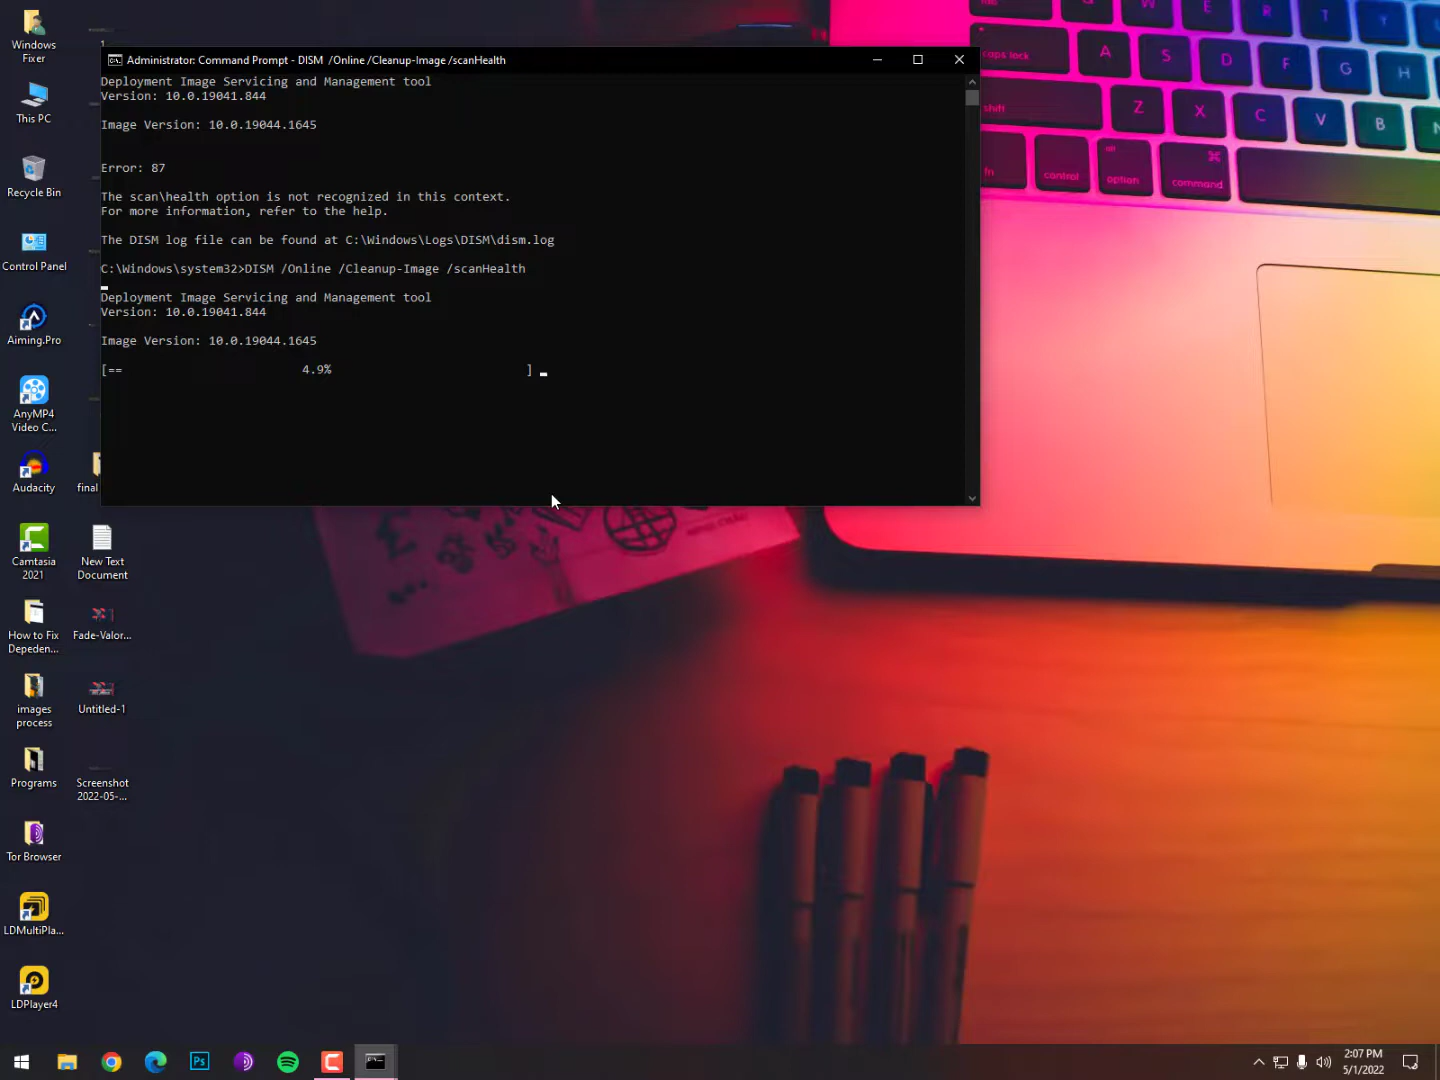 Administrator: Command Prompt - DISM  /Online /Cleanup-Image /scanHealth
Deployment Image Servicing and Management tool
Version: 10.0.19041.844
Image Version: 10.0.19044.1645
Error: 87
The scan\health option is not recognized in this context.
For more information, refer to the help.
The DISM log file can be found at C:\Windows\Logs\DISM\dism.log
C:\Windows\system32>DISM /Online /Cleanup-Image /scanHealth
Deployment Image Servicing and Management tool
Version: 10.0.19041.844
Image Version: 10.0.19044.1645
[==                         4.9%                           ]
Windows
Fixer
This PC
Recycle Bin
Control Panel
Aiming.Pro
AnyMP4
Video C...
Audacity
final
Camtasia
2021
New Text
Document
How to Fix
Depeden...
Fade-Valor...
images
process
Untitled-1
Programs
Screenshot
2022-05-...
Tor Browser
LDMultiPla...
LDPlayer4
caps lock
A
S
D
F
G
H
shift
Z
X
C
V
B
N
fn
control
alt
option
⌘
command
W
E
R
T
Y
Ps
2:07 PM
5/1/2022